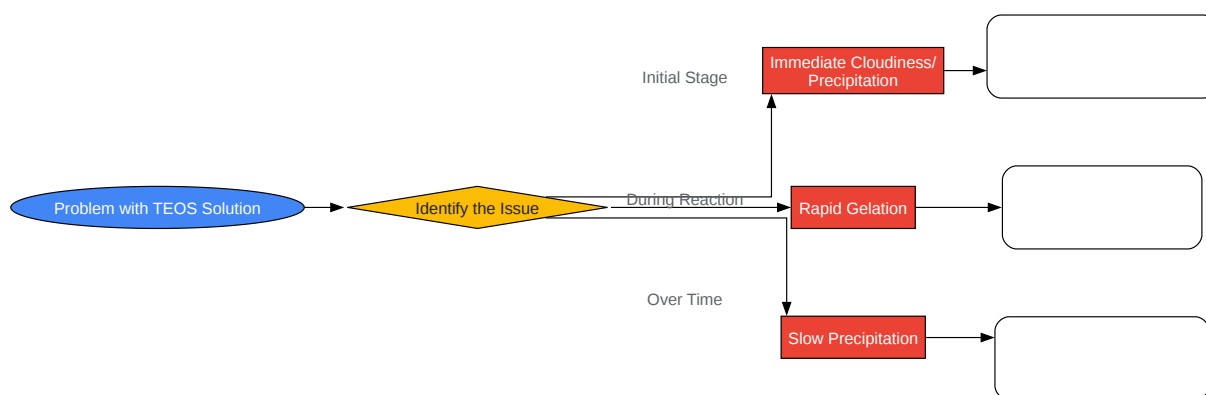 Problem with TEOS Solution
Identify the Issue
Initial Stage
Immediate Cloudiness/
Precipitation
During Reaction
Rapid Gelation
Over Time
Slow Precipitation